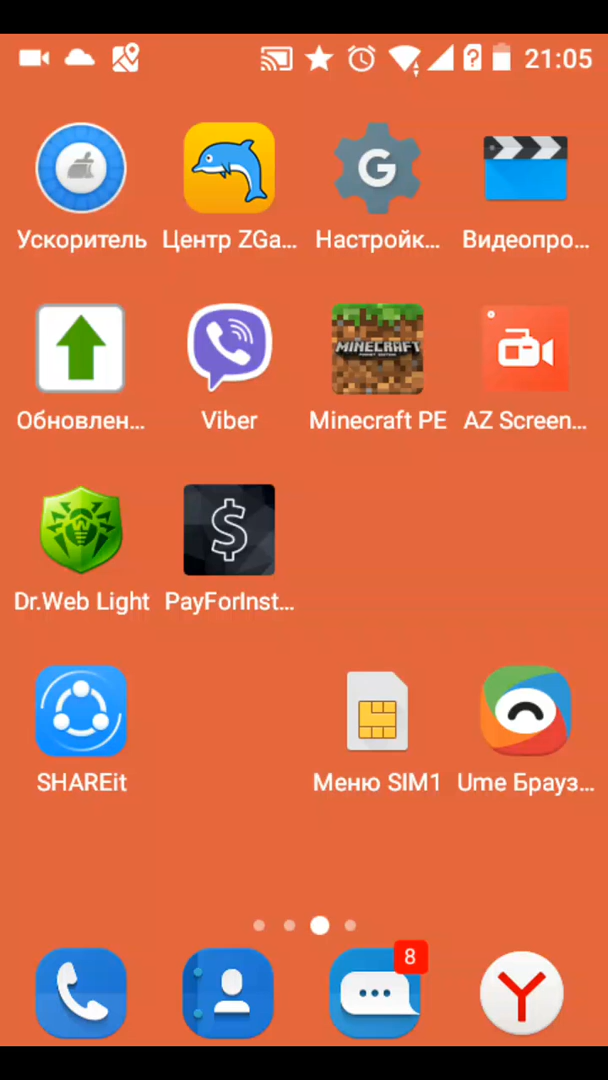 21:05
Ускоритель Центр ZGa... Настройк... Видеопро...
MINECRAFT
Обновлен... Viber Minecraft PE AZ Screen...
Dr.Web Light PayForInst...
SHAREit Меню SIM1 Ume Брауз...
8